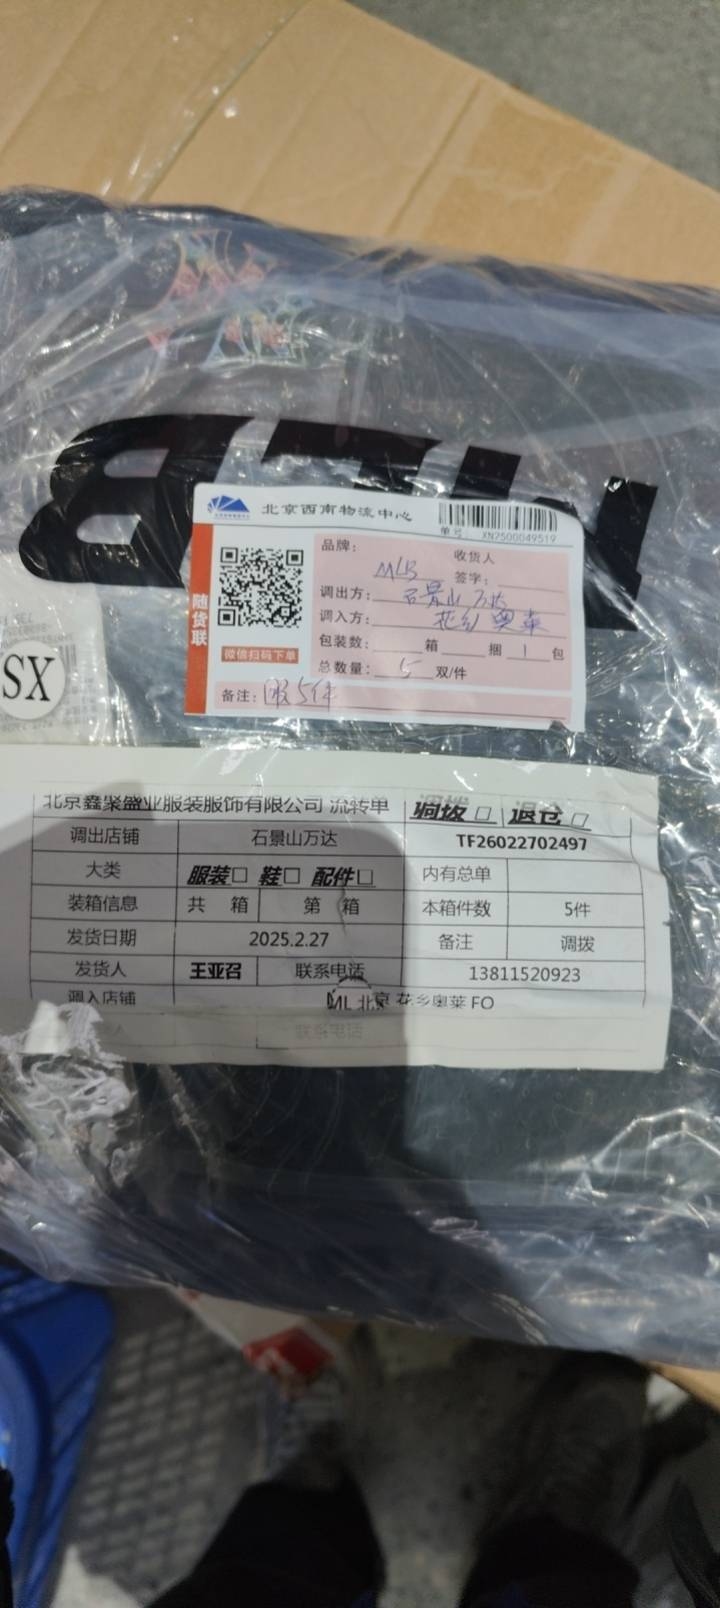 MLB
北京西南物流中心
单号: XN2500049519
随货联
微信扫码下单
品牌: MLB
收货人
签字:
调出方: 石景山万达
调入方: 花乡奥莱
包装数: 箱 捆 1 包
总数量: 5 双/件
备注: 服5件
SX
北京鑫聚盛业服装服饰有限公司 流转单 调拨□ 退仓□
调出店铺 石景山万达 TF26022702497
大类 服装□ 鞋□ 配件□ 内有总单
装箱信息 共 箱 第 箱 本箱件数 5件
发货日期 2025.2.27 备注 调拨
发货人 王亚召 联系电话 13811520923
调入店铺 ML 北京 花乡奥莱 FO
联系电话